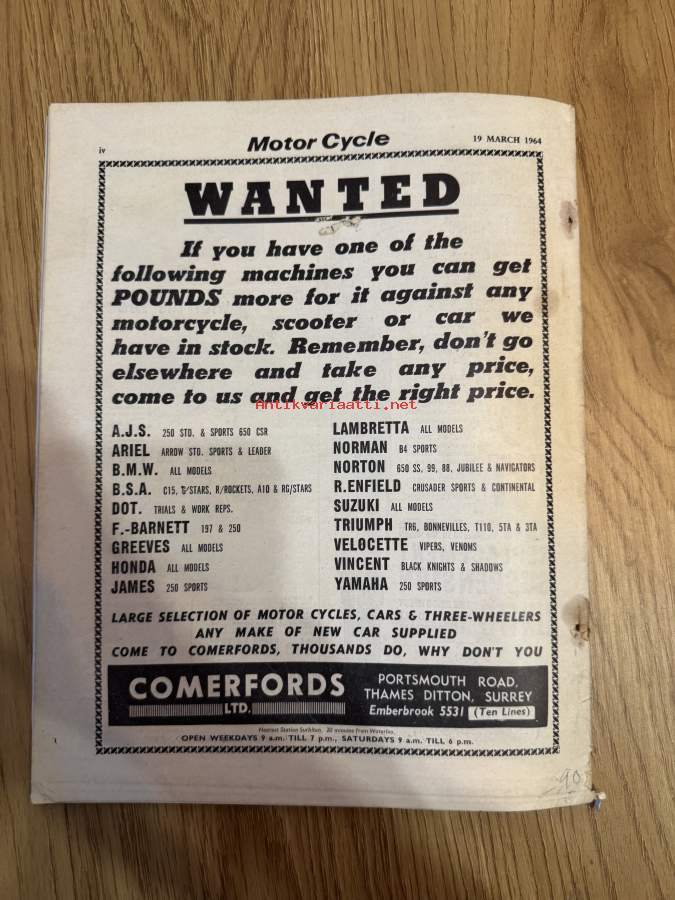 iv
Motor Cycle
19 MARCH 1964
WANTED
If you have one of the
following machines you can get
POUNDS more for it against any
motorcycle, scooter or car we
have in stock. Remember, don't go
elsewhere and take any price,
come to us and get the right price.
Antikvariaatti.net
A.J.S. 250 STD. & SPORTS 650 CSR
ARIEL ARROW STD. SPORTS & LEADER
B.M.W. ALL MODELS
B.S.A. C15, STARS, R/ROCKETS, A10 & RG/STARS
DOT. TRIALS & WORK REPS.
F.-BARNETT 197 & 250
GREEVES ALL MODELS
HONDA ALL MODELS
JAMES 250 SPORTS
LAMBRETTA ALL MODELS
NORMAN B4 SPORTS
NORTON 650 SS, 99, 88, JUBILEE & NAVIGATORS
R.ENFIELD CRUSADER SPORTS & CONTINENTAL
SUZUKI ALL MODELS
TRIUMPH TR6, BONNEVILLES, T110, 5TA & 3TA
VELOCETTE VIPERS, VENOMS
VINCENT BLACK KNIGHTS & SHADOWS
YAMAHA 250 SPORTS
LARGE SELECTION OF MOTOR CYCLES, CARS & THREE-WHEELERS
ANY MAKE OF NEW CAR SUPPLIED
COME TO COMERFORDS, THOUSANDS DO, WHY DON'T YOU
COMERFORDS
LTD.
PORTSMOUTH ROAD,
THAMES DITTON, SURREY
Emberbrook 5531 (Ten Lines)
Nearest Station Surbiton. 20 minutes from Waterloo.
OPEN WEEKDAYS 9 a.m. TILL 7 p.m., SATURDAYS 9 a.m. TILL 6 p.m.
90